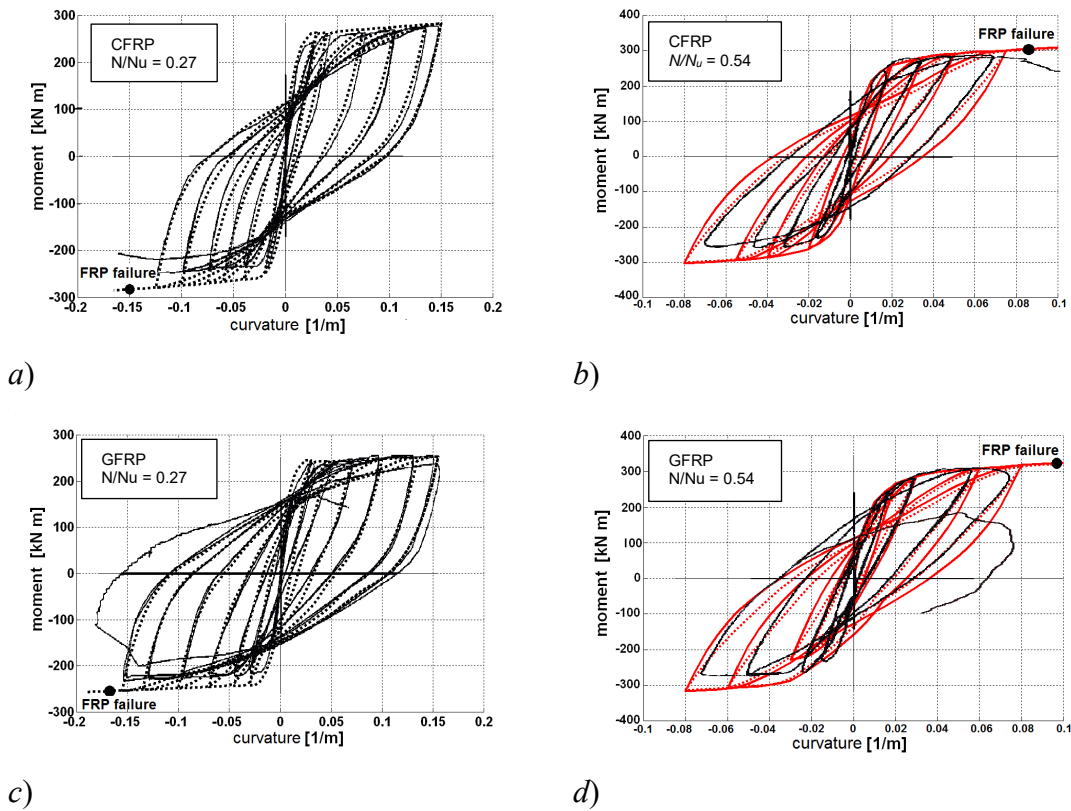 CFRP
N/Nu = 0.27
300
200
100
0
-100
-200
-300
moment [kN m]
FRP failure
-0.2 -0.15 -0.1 -0.05 0 0.05 0.1 0.15 0.2
curvature [1/m]
a)
CFRP
N/Nu = 0.54
FRP failure
400
300
200
100
0
-100
-200
-300
-400
moment [kN m]
-0.1 -0.08 -0.06 -0.04 -0.02 0 0.02 0.04 0.06 0.08 0.1
curvature [1/m]
b)
GFRP
N/Nu = 0.27
300
200
100
0
-100
-200
-300
moment [kN m]
FRP failure
-0.2 -0.15 -0.1 -0.05 0 0.05 0.1 0.15 0.2
curvature [1/m]
c)
GFRP
N/Nu = 0.54
FRP failure
400
300
200
100
0
-100
-200
-300
400
moment [kN m]
-0.1 -0.08 -0.06 -0.04 -0.02 0 0.02 0.04 0.06 0.08 0.1
curvature [1/m]
d)